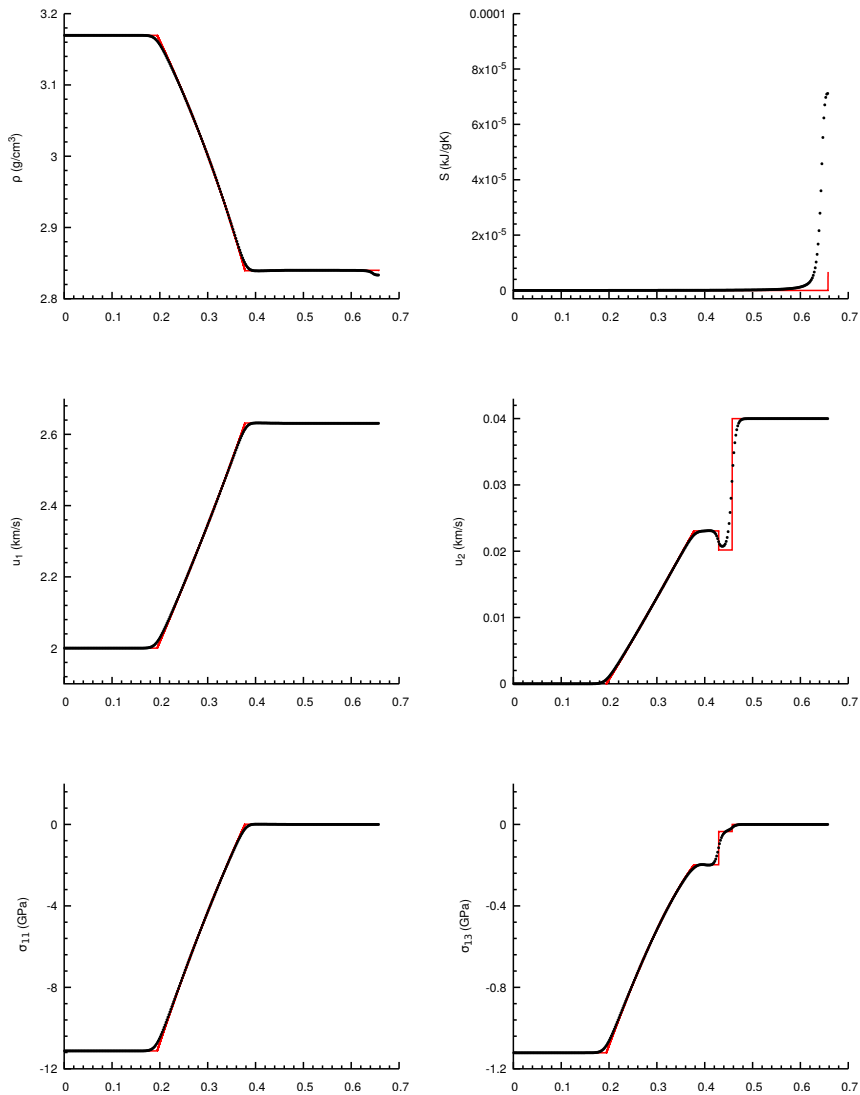 3.2
3.1
3
2.9
2.8
ρ (g/cm³)
0 0.1 0.2 0.3 0.4 0.5 0.6 0.7
0.0001
8x10⁻⁵
6x10⁻⁵
4x10⁻⁵
2x10⁻⁵
0
S (kJ/gK)
0 0.1 0.2 0.3 0.4 0.5 0.6 0.7
2.6
2.4
2.2
2
u₁ (km/s)
0 0.1 0.2 0.3 0.4 0.5 0.6 0.7
0.04
0.03
0.02
0.01
0
u₂ (km/s)
0 0.1 0.2 0.3 0.4 0.5 0.6 0.7
0
-4
-8
-12
σ₁₁ (GPa)
0 0.1 0.2 0.3 0.4 0.5 0.6 0.7
0
-0.4
-0.8
-1.2
σ₁₃ (GPa)
0 0.1 0.2 0.3 0.4 0.5 0.6 0.7